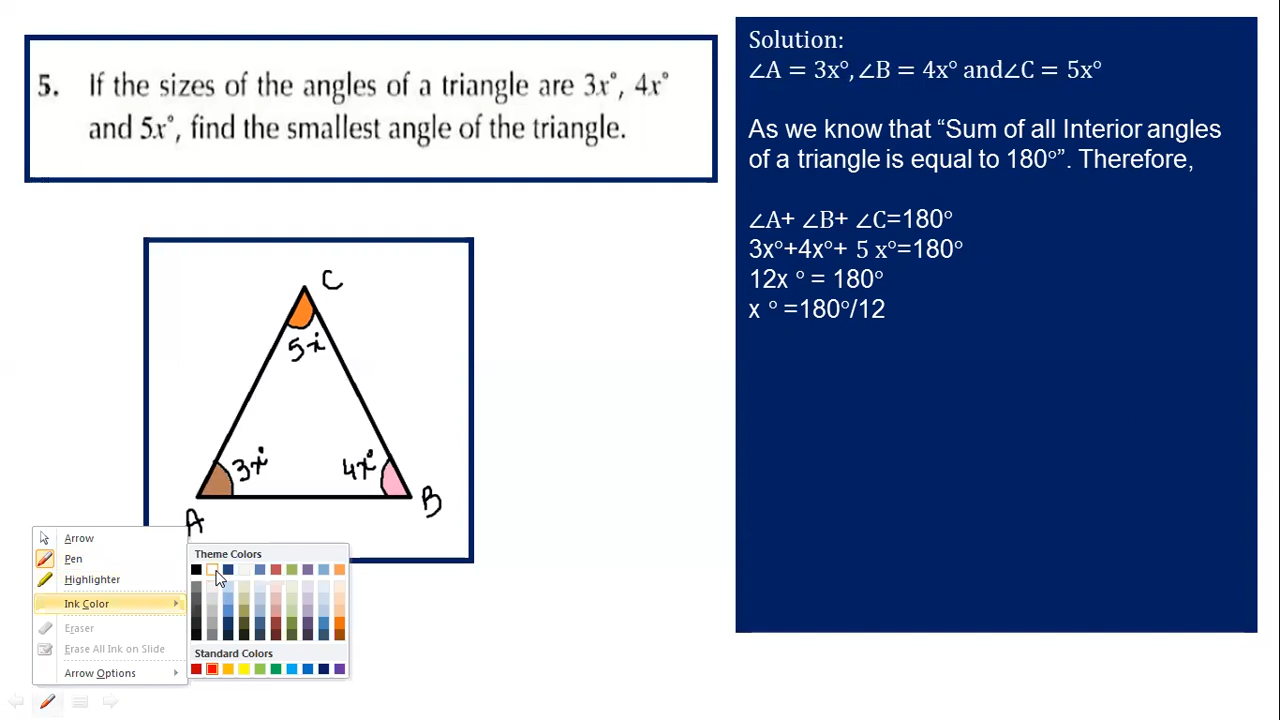 5. If the sizes of the angles of a triangle are 3x°, 4x°
and 5x°, find the smallest angle of the triangle.
Solution:
∠A = 3x°, ∠B = 4x° and∠C = 5x°
As we know that “Sum of all Interior angles
of a triangle is equal to 180°”. Therefore,
∠A+ ∠B+ ∠C=180°
3x°+4x°+ 5 x°=180°
12x ° = 180°
x ° =180°/12
C
5x°
3x°
4x°
A
B
Arrow
Pen
Highlighter
Ink Color
Eraser
Erase All Ink on Slide
Arrow Options
Theme Colors
Standard Colors